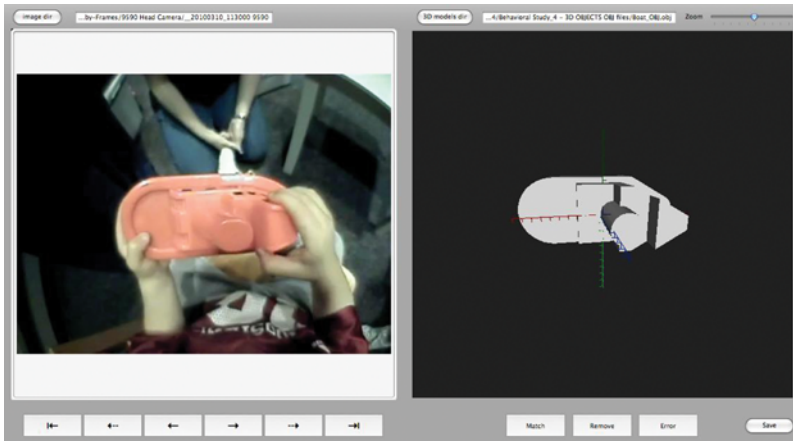 image dir
...by-Frames/9590 Head Camera/__20100310_113000 9590
3D models dir
...4/Behavioral Study_4 - 3D OBJECTS OBJ files/Boat_OBJ.obj
Zoom
Match
Remove
Error
Save